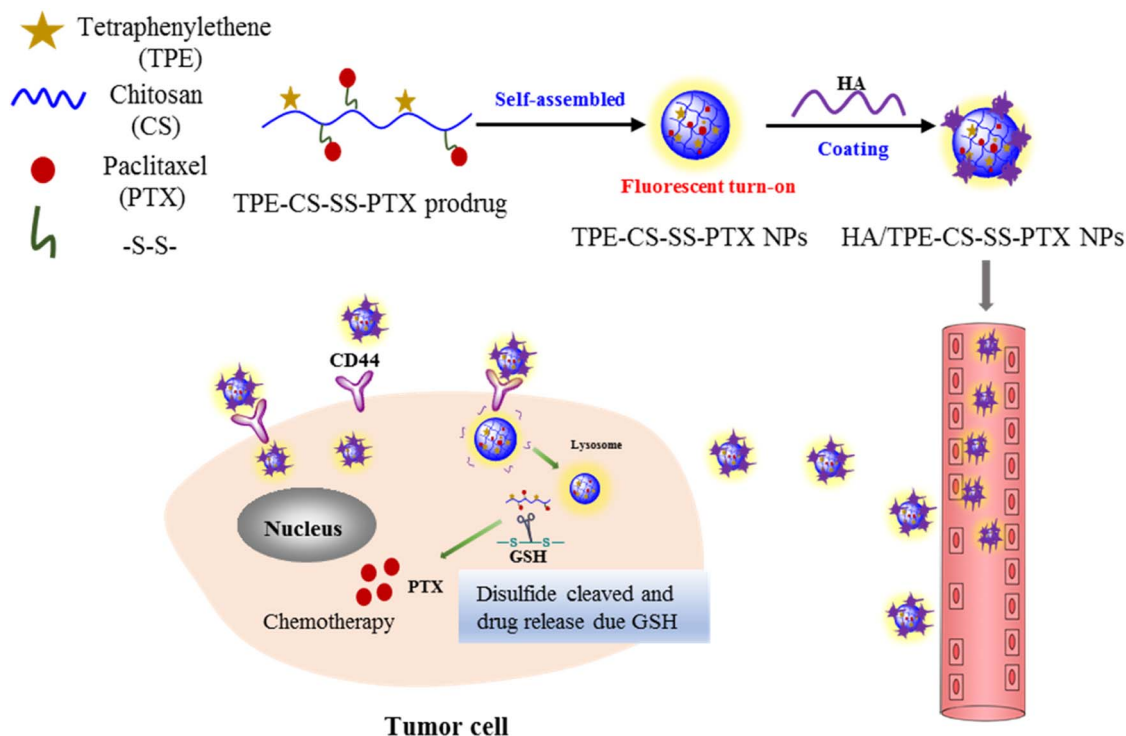 Tetraphenylethene
(TPE)
Chitosan
(CS)
Paclitaxel
(PTX)
-S-S-
TPE-CS-SS-PTX prodrug
Self-assembled
Fluorescent turn-on
TPE-CS-SS-PTX NPs
HA
Coating
HA/TPE-CS-SS-PTX NPs
CD44
Lysosome
Nucleus
S S
GSH
PTX
Chemotherapy
Disulfide cleaved and
drug release due GSH
Tumor cell